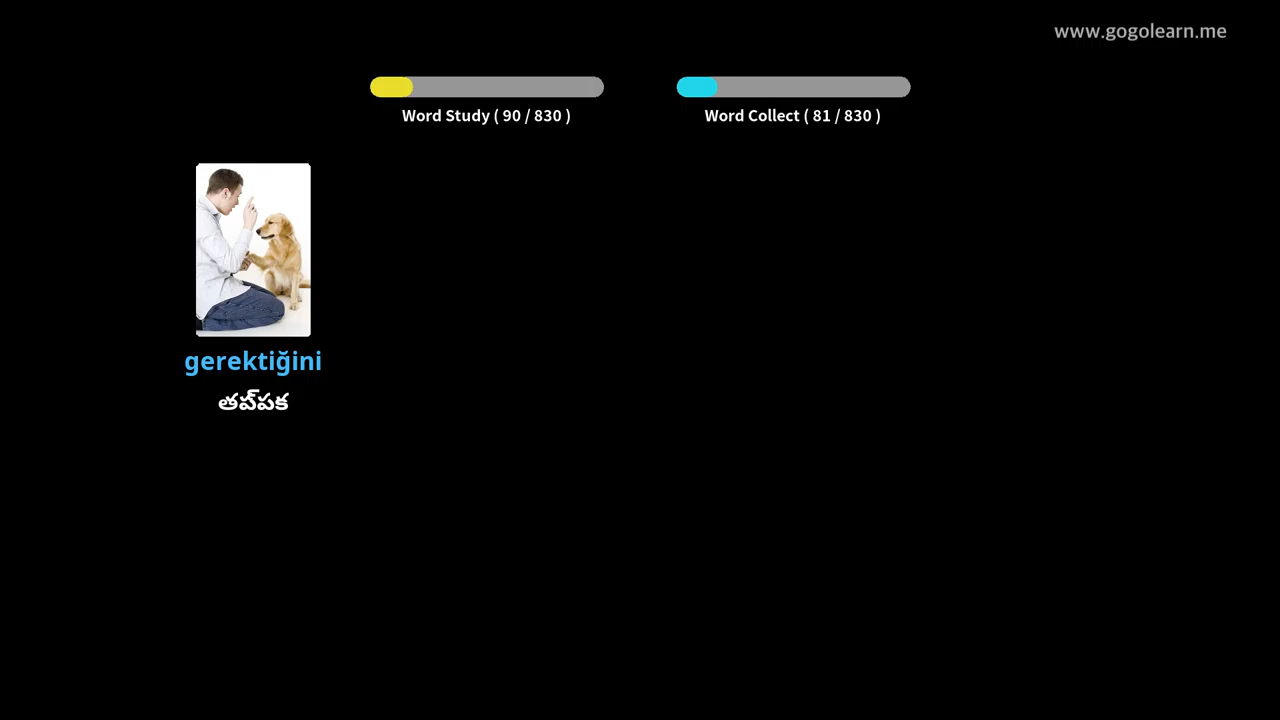 www.gogolearn.me
Word Study ( 90 / 830 )
Word Collect ( 81 / 830 )
gerektiğini
తప్పక